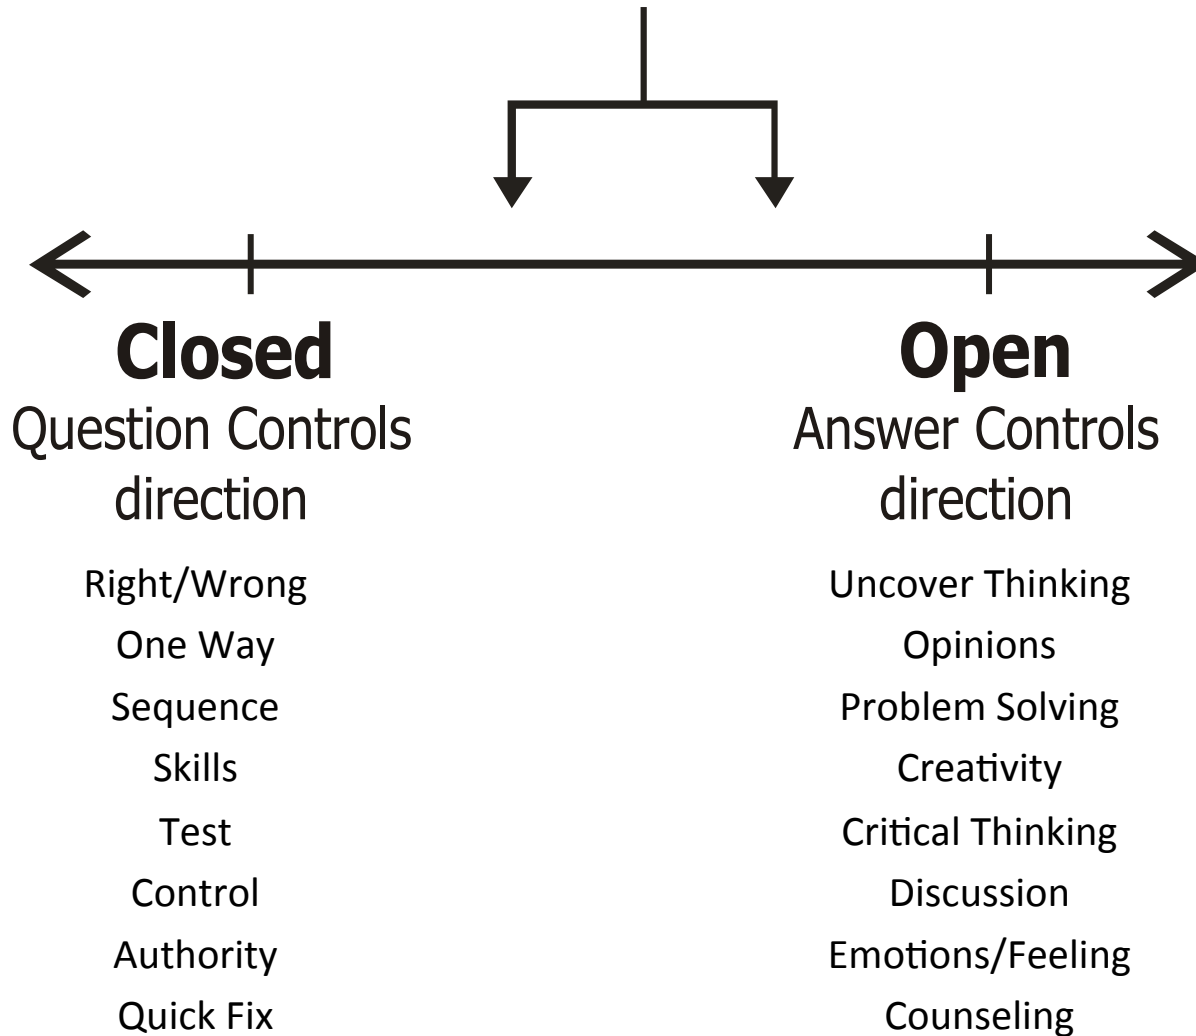 Closed
Question Controls
direction
Right/Wrong
One Way
Sequence
Skills
Test
Control
Authority
Quick Fix
Open
Answer Controls
direction
Uncover Thinking
Opinions
Problem Solving
Creativity
Critical Thinking
Discussion
Emotions/Feeling
Counseling